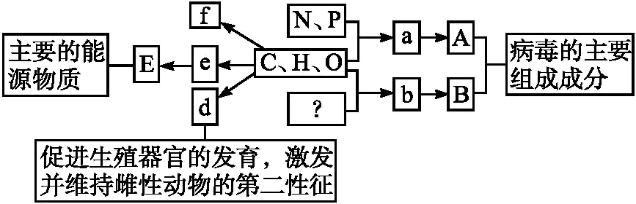 f
N、P
a
A
主要的能
源物质
E
e
C、H、O
病毒的主要
组成成分
d
?
b
B
促进生殖器官的发育，激发
并维持雌性动物的第二性征